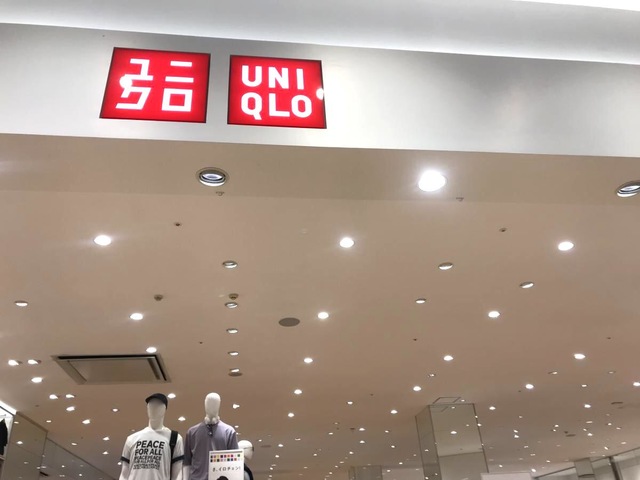 ユニ
クロ
UNI
QLO
PEACE
FOR ALL